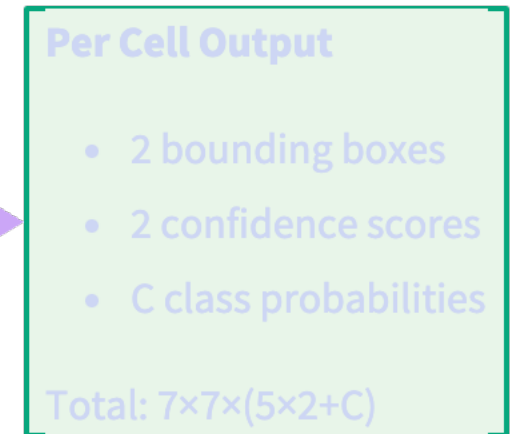 Per Cell Output
• 2 bounding boxes
• 2 confidence scores
• C class probabilities
Total: 7×7×(5×2+C)